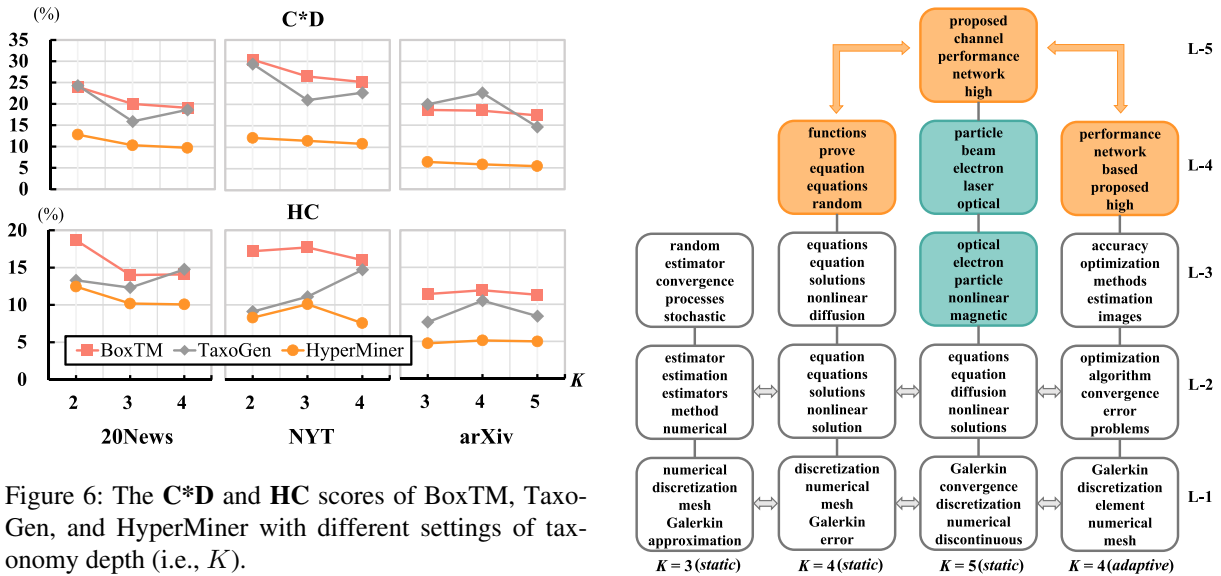 (%)
C*D
35
30
25
20
15
10
5
0
(%)
HC
20
15
10
5
0
BoxTM
TaxoGen
HyperMiner
K
2 3 4
2 3 4
3 4 5
20News
NYT
arXiv
Figure 6: The C*D and HC scores of BoxTM, Taxo-
Gen, and HyperMiner with different settings of tax-
onomy depth (i.e., K).
proposed
channel
performance
network
high
L-5
functions
prove
equation
equations
random
particle
beam
electron
laser
optical
performance
network
based
proposed
high
L-4
random
estimator
convergence
processes
stochastic
equations
equation
solutions
nonlinear
diffusion
optical
electron
particle
nonlinear
magnetic
accuracy
optimization
methods
estimation
images
L-3
estimator
estimation
estimators
method
numerical
equation
equations
solutions
nonlinear
solution
equations
equation
diffusion
nonlinear
solutions
optimization
algorithm
convergence
error
problems
L-2
numerical
discretization
mesh
Galerkin
approximation
discretization
numerical
mesh
Galerkin
error
Galerkin
convergence
discretization
numerical
discontinuous
Galerkin
discretization
element
numerical
mesh
L-1
K = 3 (static)
K = 4 (static)
K = 5 (static)
K = 4 (adaptive)